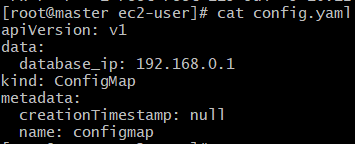 [root@master ec2-user]# cat config.yaml
apiVersion: v1
data:
  database_ip: 192.168.0.1
kind: ConfigMap
metadata:
  creationTimestamp: null
  name: configmap